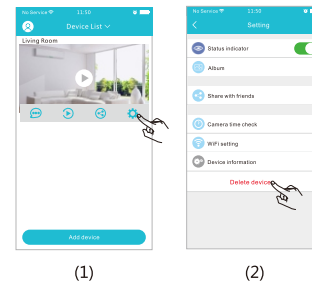 No Service 11:50
Device List
Living Room
Add device
(1)
No Service 11:50
Setting
Status indicator
Album
Share with friends
Camera time check
WiFi setting
Device information
Delete device
(2)